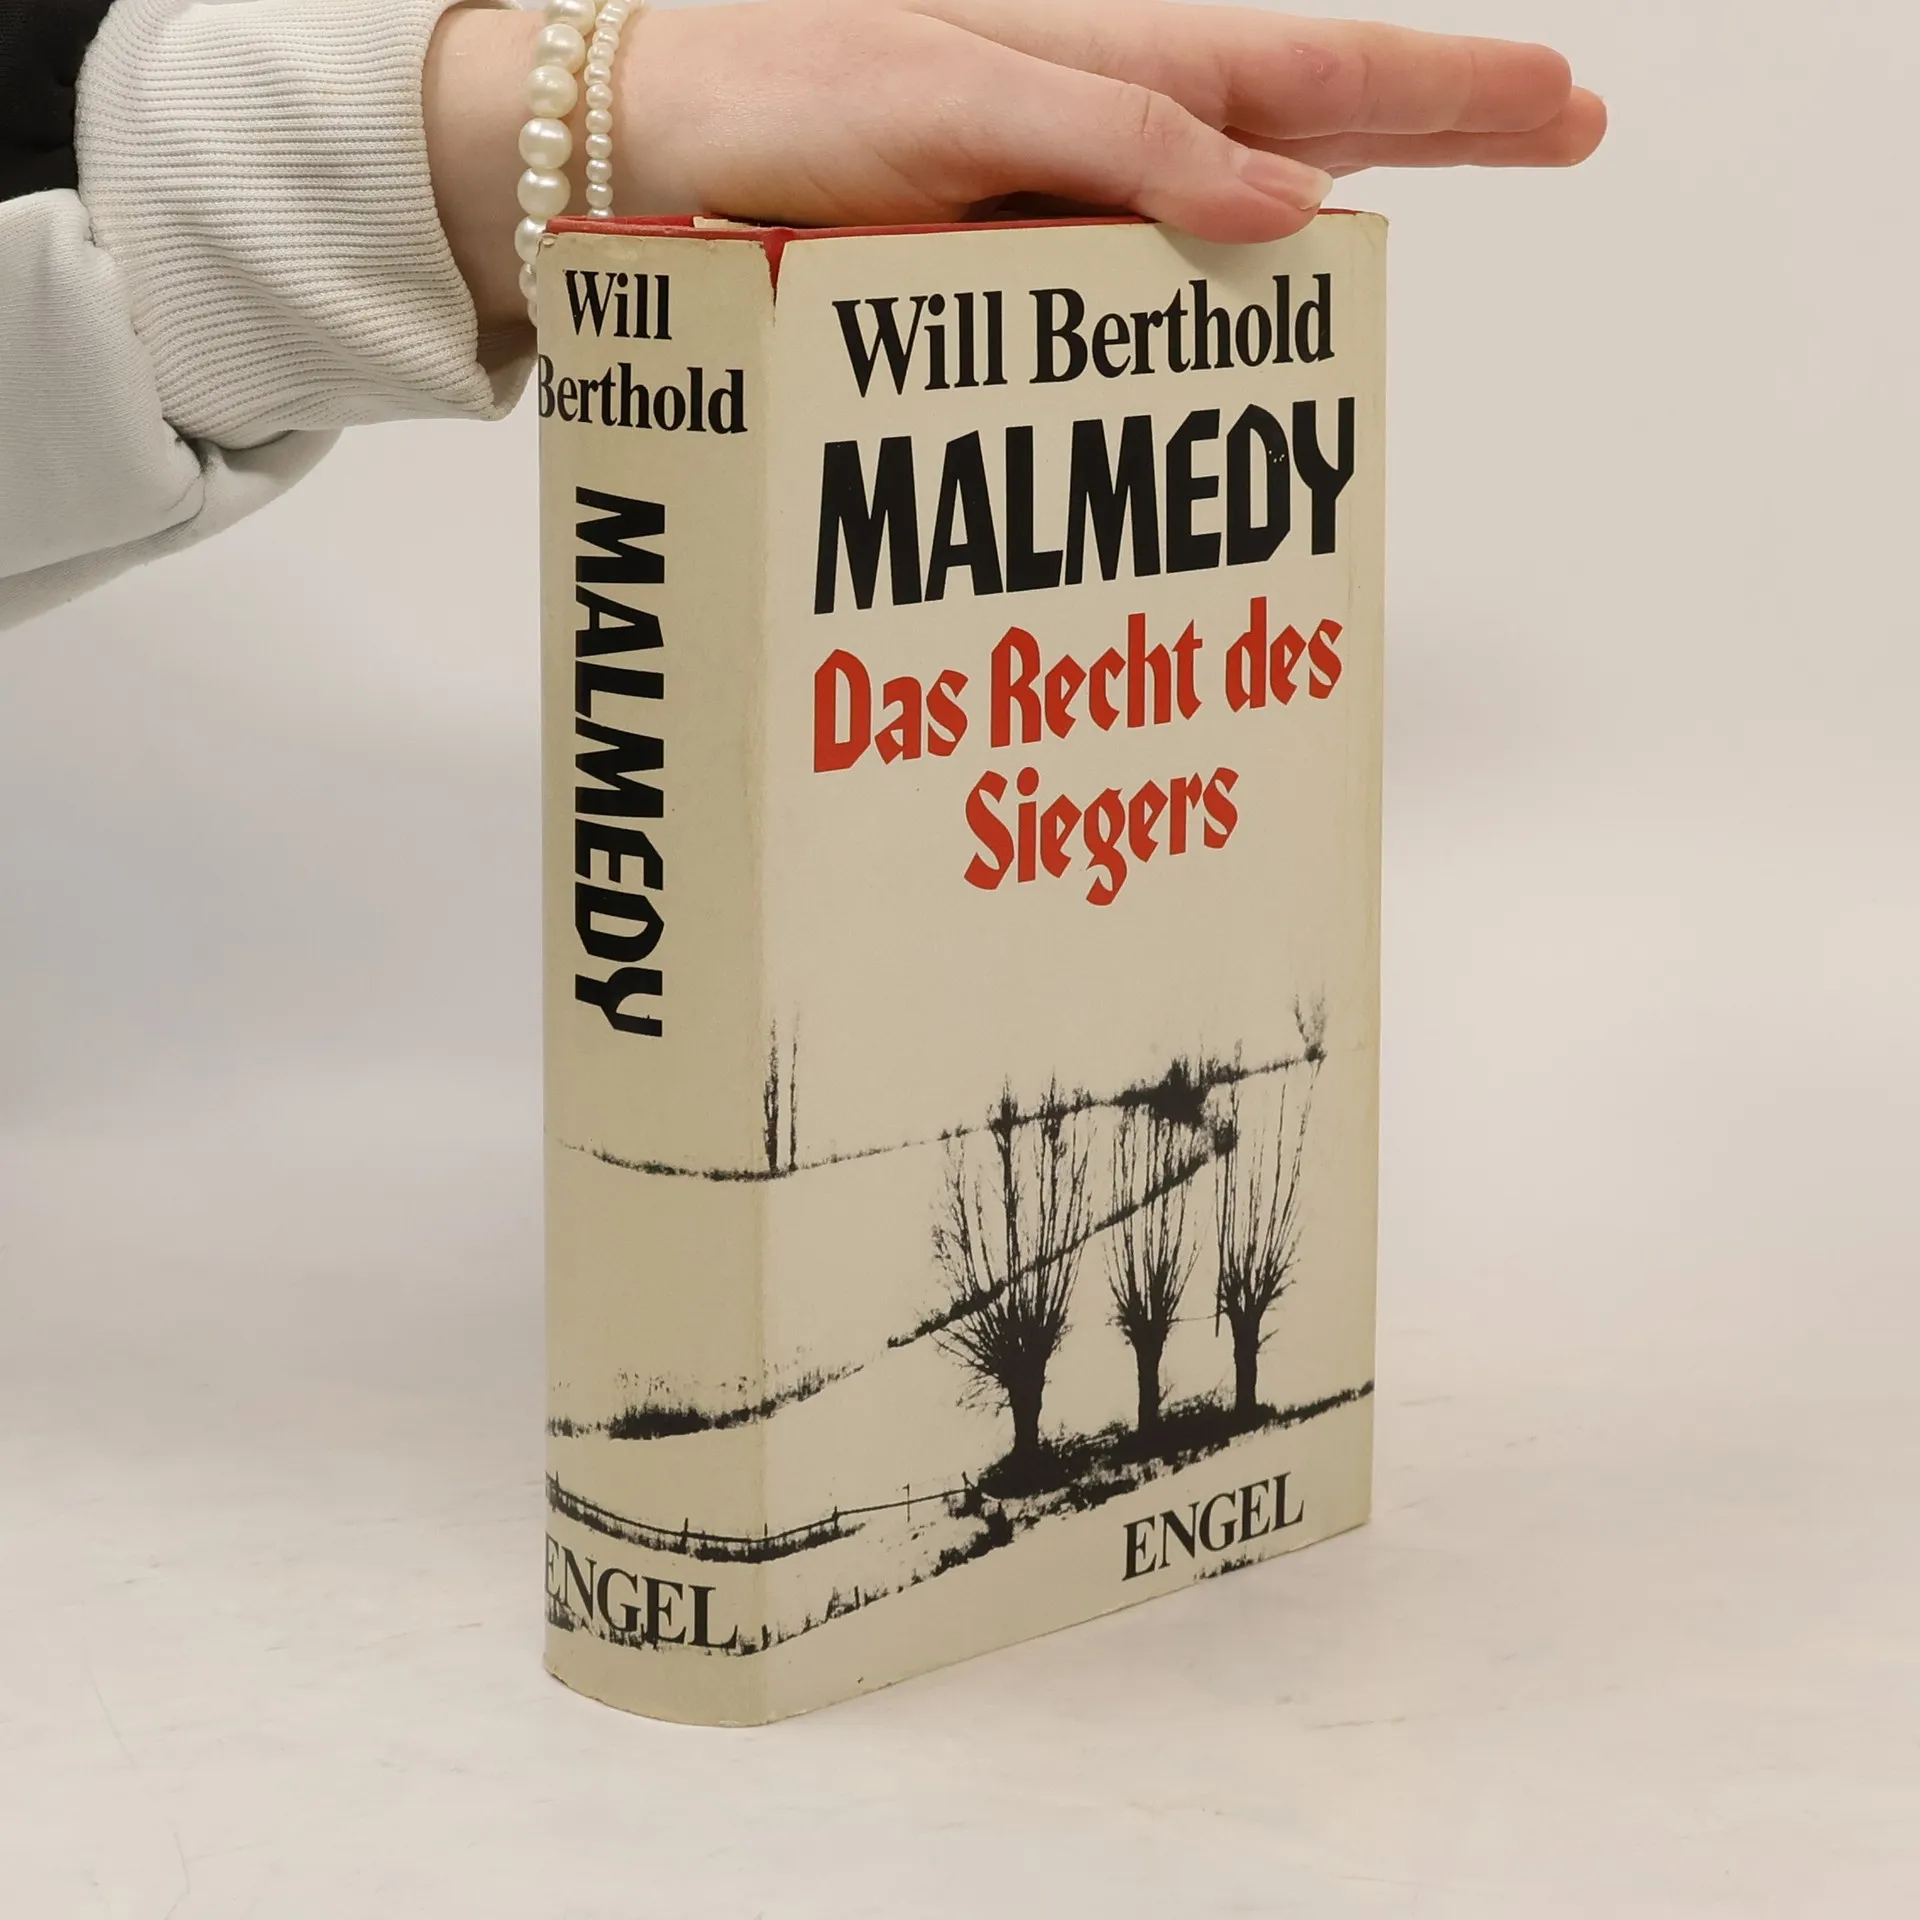 Will
Berthold
MALMEDY
ENGEL
Will Berthold
MALMEDY
Das Recht des
Siegers
ENGEL